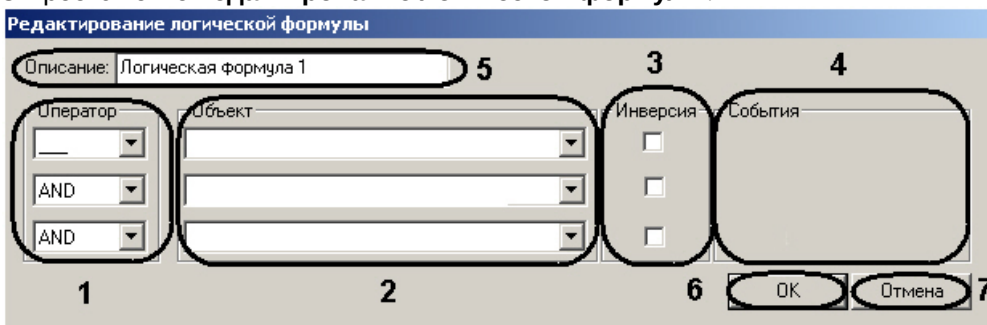 Редактирование логической формулы
Описание: Логическая формула 1 5 3 4
Оператор Объект Инверсия События
___
AND
AND
1 2 6 OK Отмена 7